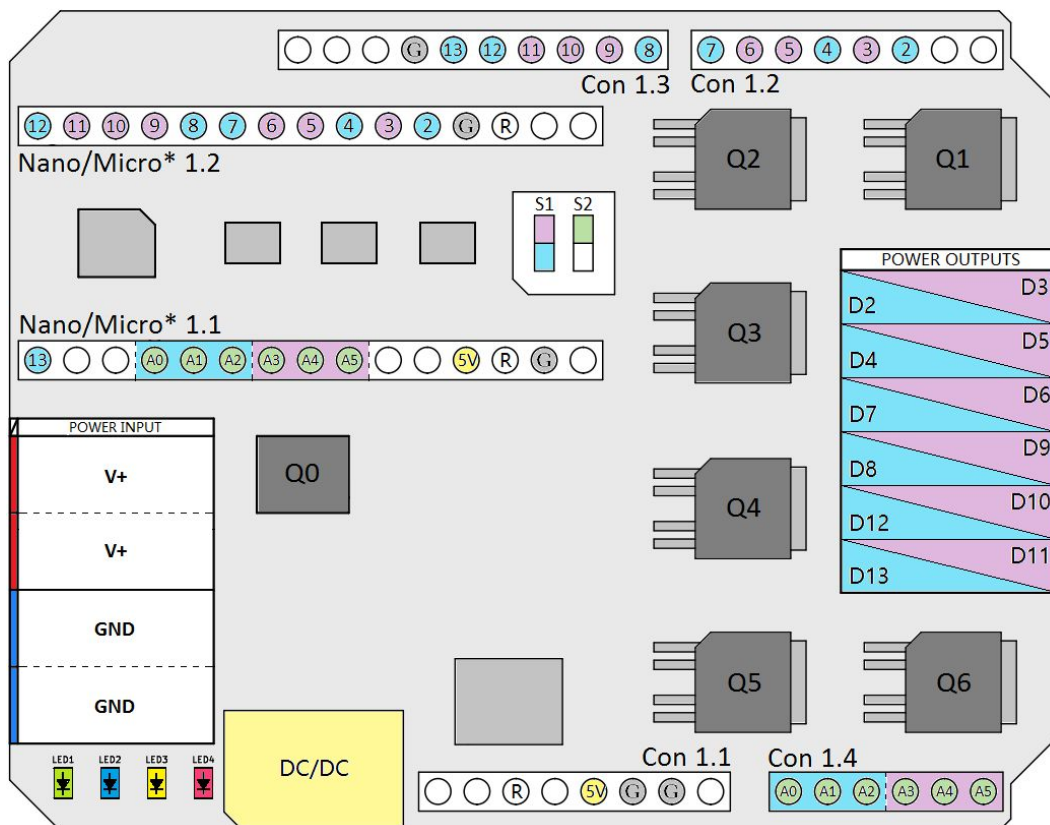 G 13 12 11 10 9 8
7 6 5 4 3 2
Con 1.3
Con 1.2
12 11 10 9 8 7 6 5 4 3 2 G R
Nano/Micro* 1.2
Q2
Q1
S1 S2
POWER OUTPUTS
D2 D3
D4 D5
D7 D6
D8 D9
D12 D10
D13 D11
Q3
Nano/Micro* 1.1
13 A0 A1 A2 A3 A4 A5 5V R G
POWER INPUT
V+
V+
GND
GND
Q0
Q4
Q5
Q6
LED1 LED2 LED3 LED4
DC/DC
Con 1.1
R 5V G G
Con 1.4
A0 A1 A2 A3 A4 A5